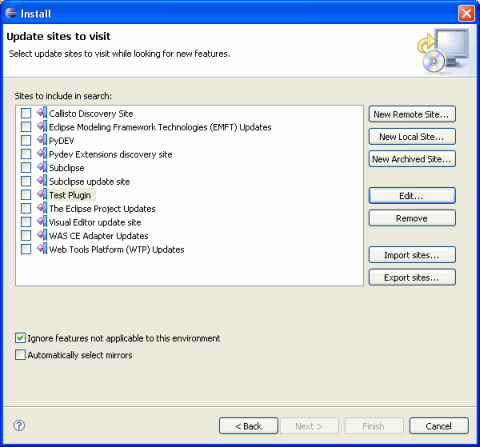 Install
Update sites to visit
Select update sites to visit while looking for new features.
Sites to include in search:
Callisto Discovery Site
Eclipse Modeling Framework Technologies (EMFT) Updates
PyDEV
Pydev Extensions discovery site
Subclipse
Subclipse update site
Test Plugin
The Eclipse Project Updates
Visual Editor update site
WAS CE Adapter Updates
Web Tools Platform (WTP) Updates
New Remote Site...
New Local Site...
New Archived Site...
Edit...
Remove
Import sites...
Export sites...
Ignore features not applicable to this environment
Automatically select mirrors
?
< Back
Next >
Finish
Cancel